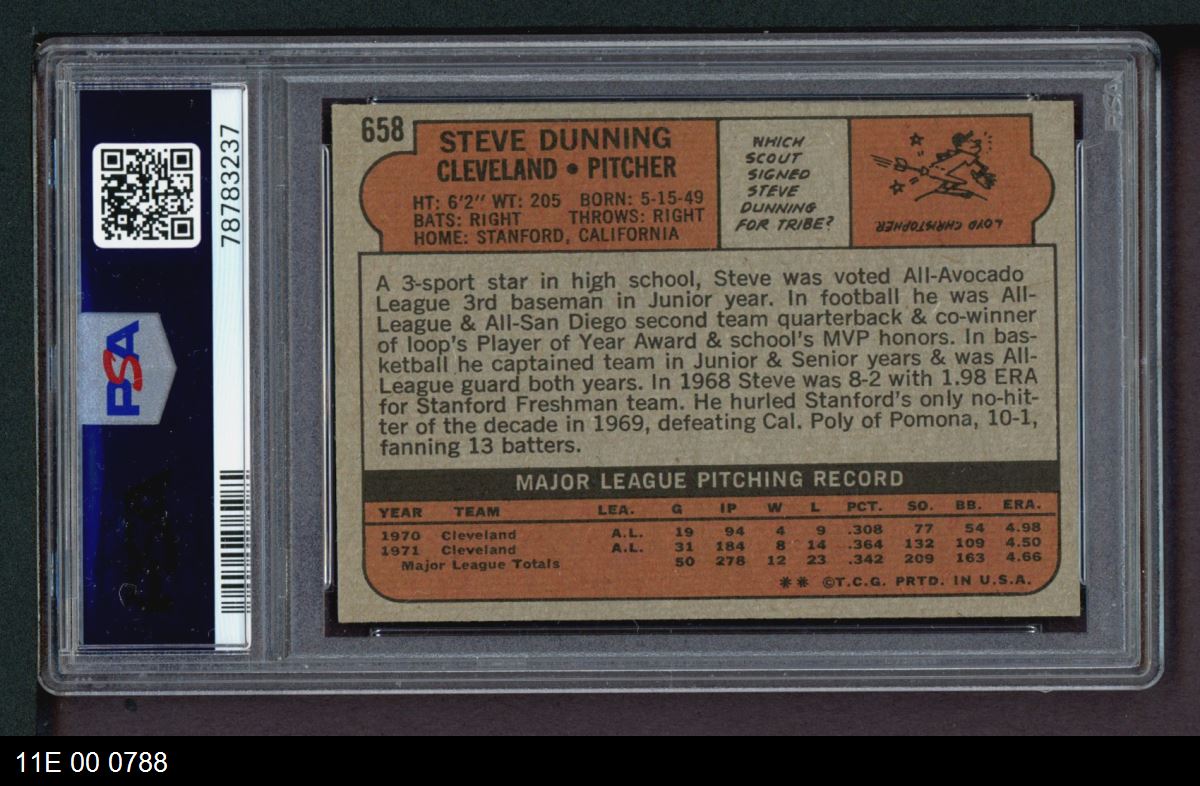 658
STEVE DUNNING
CLEVELAND • PITCHER
HT: 6'2" WT: 205 BORN: 5-15-49
BATS: RIGHT THROWS: RIGHT
HOME: STANFORD, CALIFORNIA
WHICH
SCOUT
SIGNED
STEVE
DUNNING
FOR TRIBE?
LOYD CHRISTOPHER
A 3-sport star in high school, Steve was voted All-Avocado
League 3rd baseman in Junior year. In football he was All-
League & All-San Diego second team quarterback & co-winner
of loop's Player of Year Award & school's MVP honors. In bas-
ketball he captained team in Junior & Senior years & was All-
League guard both years. In 1968 Steve was 8-2 with 1.98 ERA
for Stanford Freshman team. He hurled Stanford's only no-hit-
ter of the decade in 1969, defeating Cal. Poly of Pomona, 10-1,
fanning 13 batters.
MAJOR LEAGUE PITCHING RECORD
YEAR TEAM LEA. G IP W L PCT. SO. BB. ERA.
1970 Cleveland A.L. 19 94 4 9 .308 77 54 4.98
1971 Cleveland A.L. 31 184 8 14 .364 132 109 4.50
Major League Totals 50 278 12 23 .342 209 163 4.66
** ©T.C.G. PRTD. IN U.S.A.
78783237
PSA
PSA
11E 00 0788